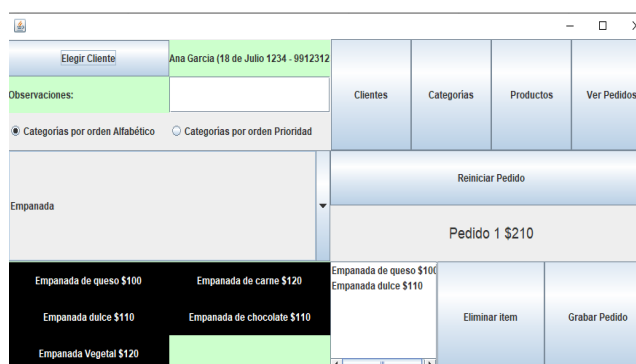 Elegir Cliente
Ana Garcia (18 de Julio 1234 - 9912312
Observaciones:
Clientes
Categorias
Productos
Ver Pedidos
Categorias por orden Alfabético
Categorias por orden Prioridad
Empanada
Reiniciar Pedido
Pedido 1 $210
Empanada de queso $100
Empanada de carne $120
Empanada dulce $110
Empanada de chocolate $110
Empanada Vegetal $120
Empanada de queso $100
Empanada dulce $110
Eliminar item
Grabar Pedido